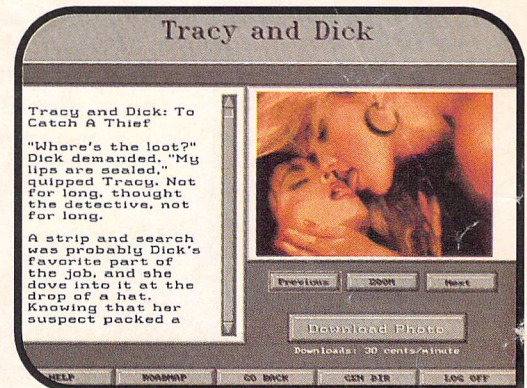 Tracy and Dick
Tracy and Dick: To
Catch A Thief
"Where's the loot?"
Dick demanded. "My
lips are sealed,"
quipped Tracy. Not
for long, thought
the detective, not
for long.
A strip and search
was probably Dick's
favorite part of
the job, and she
dove into it at the
drop of a hat.
Knowing that her
suspect packed a
Previous ZOOM Next
Download Photo
Downloads: 30 cents/minute
HELP ROADMAP GO BACK GEN DIR LOG OFF